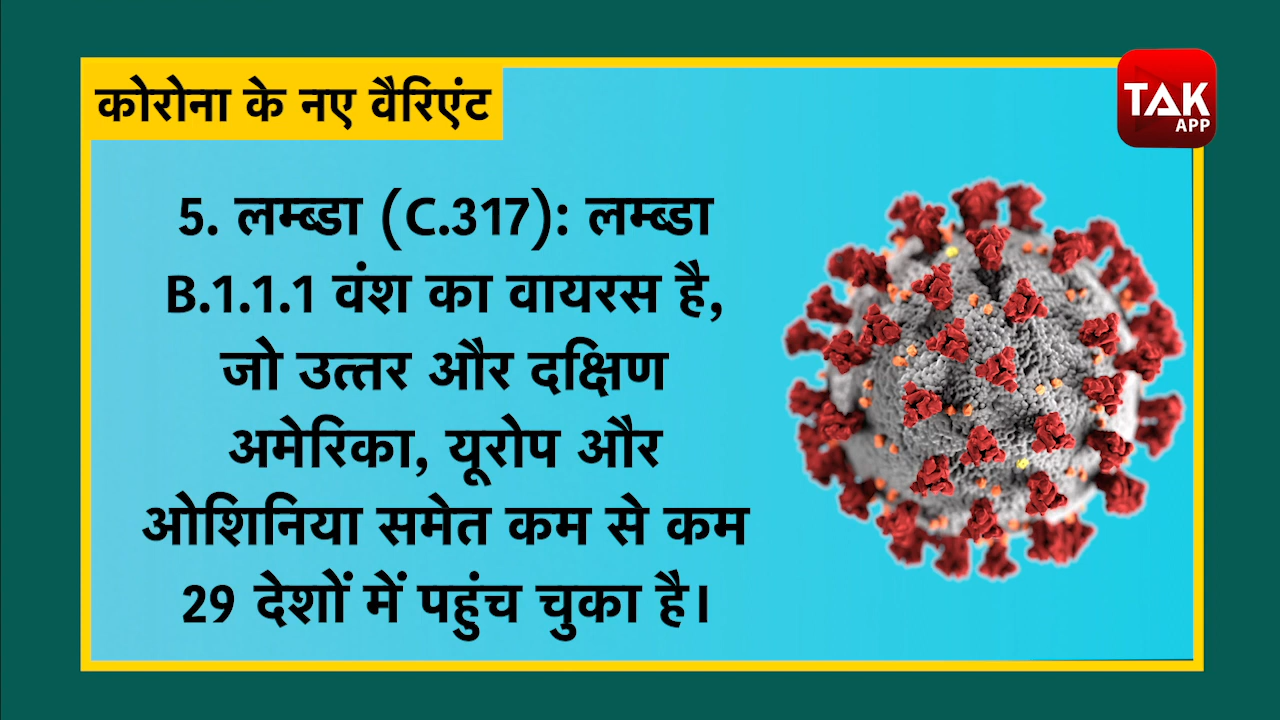 कोरोना के नए वैरिएंट
TAK
APP
5. लम्ब्डा (C.317): लम्ब्डा
B.1.1.1 वंश का वायरस है,
जो उत्तर और दक्षिण
अमेरिका, यूरोप और
ओशिनिया समेत कम से कम
29 देशों में पहुंच चुका है।